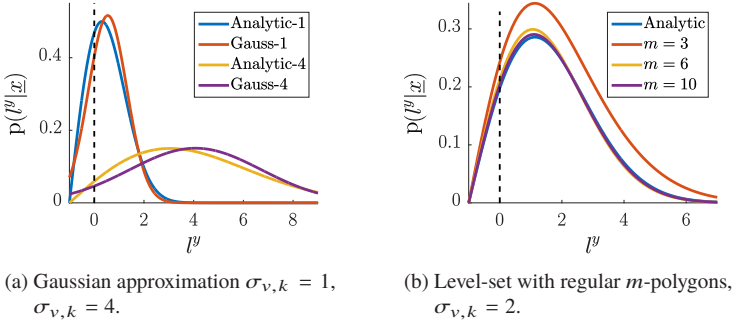 p(l^y|x)
0.4
0.2
0
0 2 4 6 8
l^y
Analytic-1
Gauss-1
Analytic-4
Gauss-4
(a) Gaussian approximation σ_{v,k} = 1,
σ_{v,k} = 4.
p(l^y|x)
0.3
0.2
0.1
0
0 2 4 6
l^y
Analytic
m = 3
m = 6
m = 10
(b) Level-set with regular m-polygons,
σ_{v,k} = 2.